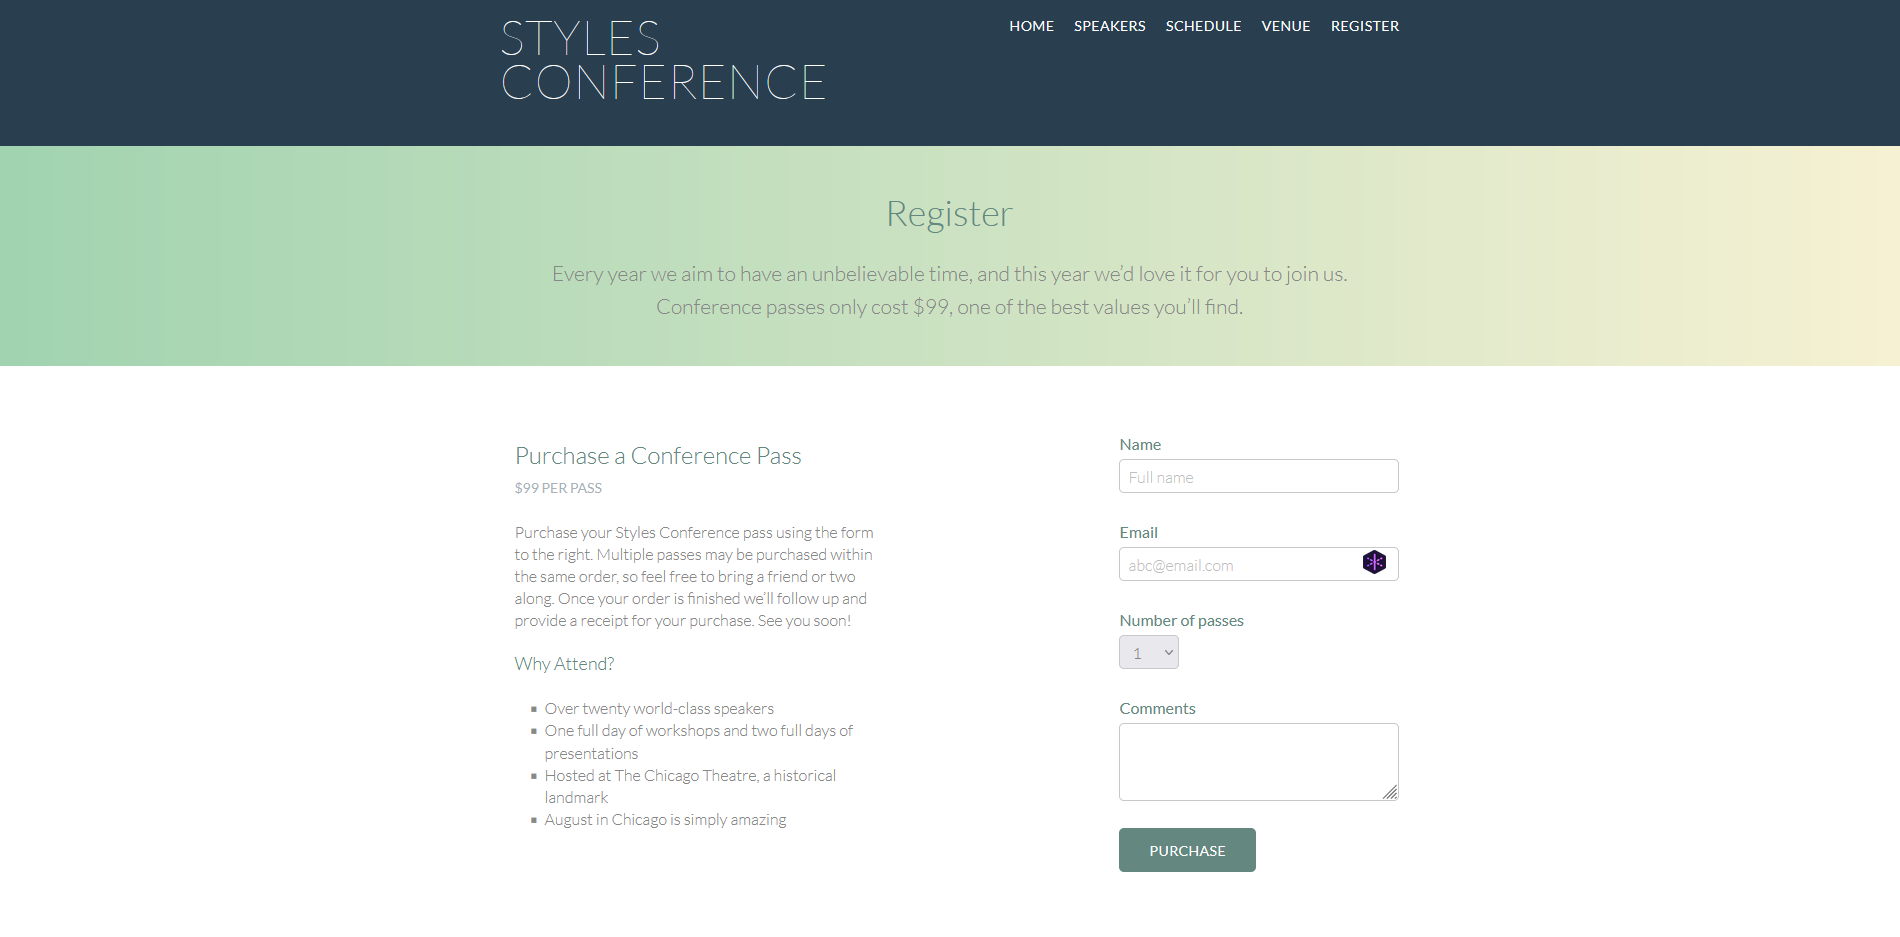 STYLES
CONFERENCE
HOME SPEAKERS SCHEDULE VENUE REGISTER
Register
Every year we aim to have an unbelievable time, and this year we’d love it for you to join us.
Conference passes only cost $99, one of the best values you’ll find.
Purchase a Conference Pass
$99 PER PASS
Purchase your Styles Conference pass using the form
to the right. Multiple passes may be purchased within
the same order, so feel free to bring a friend or two
along. Once your order is finished we’ll follow up and
provide a receipt for your purchase. See you soon!
Why Attend?
Over twenty world-class speakers
One full day of workshops and two full days of
presentations
Hosted at The Chicago Theatre, a historical
landmark
August in Chicago is simply amazing
Name
Full name
Email
abc@email.com
Number of passes
1
Comments
PURCHASE